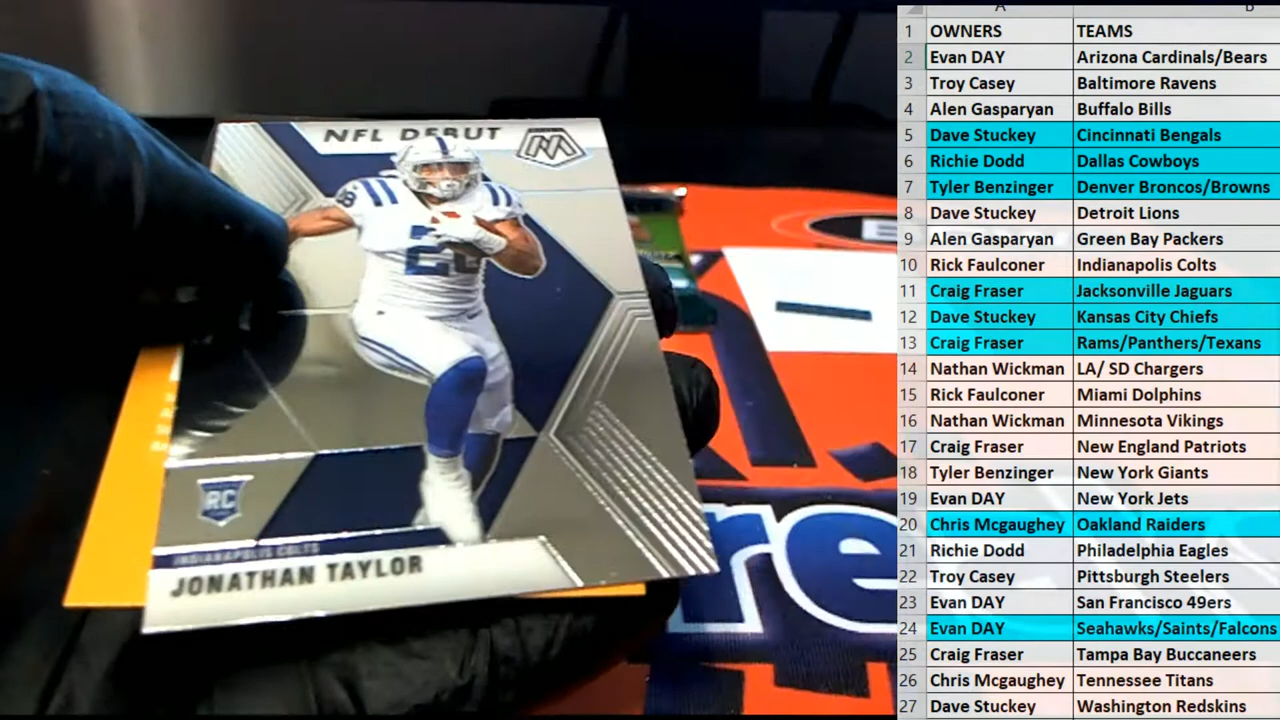 NFL DEBUT
28
RC
INDIANAPOLIS COLTS
JONATHAN TAYLOR
re
A B
1 OWNERS TEAMS
2 Evan DAY Arizona Cardinals/Bears
3 Troy Casey Baltimore Ravens
4 Alen Gasparyan Buffalo Bills
5 Dave Stuckey Cincinnati Bengals
6 Richie Dodd Dallas Cowboys
7 Tyler Benzinger Denver Broncos/Browns
8 Dave Stuckey Detroit Lions
9 Alen Gasparyan Green Bay Packers
10 Rick Faulconer Indianapolis Colts
11 Craig Fraser Jacksonville Jaguars
12 Dave Stuckey Kansas City Chiefs
13 Craig Fraser Rams/Panthers/Texans
14 Nathan Wickman LA/ SD Chargers
15 Rick Faulconer Miami Dolphins
16 Nathan Wickman Minnesota Vikings
17 Craig Fraser New England Patriots
18 Tyler Benzinger New York Giants
19 Evan DAY New York Jets
20 Chris Mcgaughey Oakland Raiders
21 Richie Dodd Philadelphia Eagles
22 Troy Casey Pittsburgh Steelers
23 Evan DAY San Francisco 49ers
24 Evan DAY Seahawks/Saints/Falcons
25 Craig Fraser Tampa Bay Buccaneers
26 Chris Mcgaughey Tennessee Titans
27 Dave Stuckey Washington Redskins